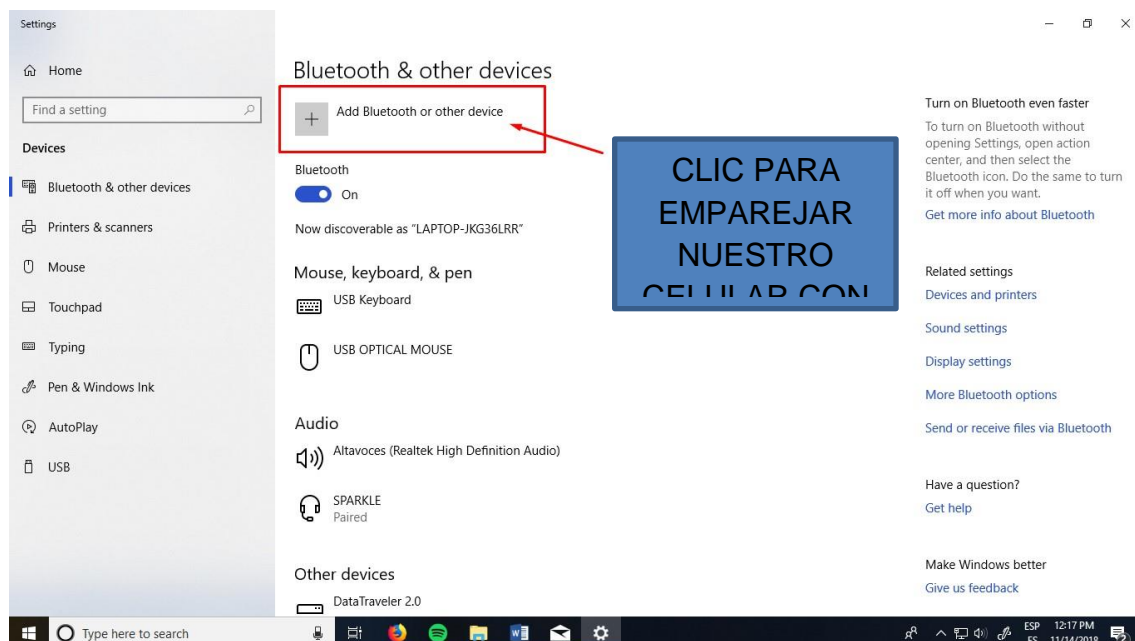 Settings
Home
Find a setting
Devices
Bluetooth & other devices
Printers & scanners
Mouse
Touchpad
Typing
Pen & Windows Ink
AutoPlay
USB
Bluetooth & other devices
Add Bluetooth or other device
Bluetooth
On
Now discoverable as “LAPTOP-JKG36LRR”
Mouse, keyboard, & pen
USB Keyboard
USB OPTICAL MOUSE
Audio
Altavoces (Realtek High Definition Audio)
SPARKLE
Paired
Other devices
DataTraveler 2.0
CLIC PARA
EMPAREJAR
NUESTRO
CELULAR CON
Turn on Bluetooth even faster
To turn on Bluetooth without
opening Settings, open action
center, and then select the
Bluetooth icon. Do the same to turn
it off when you want.
Get more info about Bluetooth
Related settings
Devices and printers
Sound settings
Display settings
More Bluetooth options
Send or receive files via Bluetooth
Have a question?
Get help
Make Windows better
Give us feedback
Type here to search
ESP
ES
12:17 PM
11/14/2018